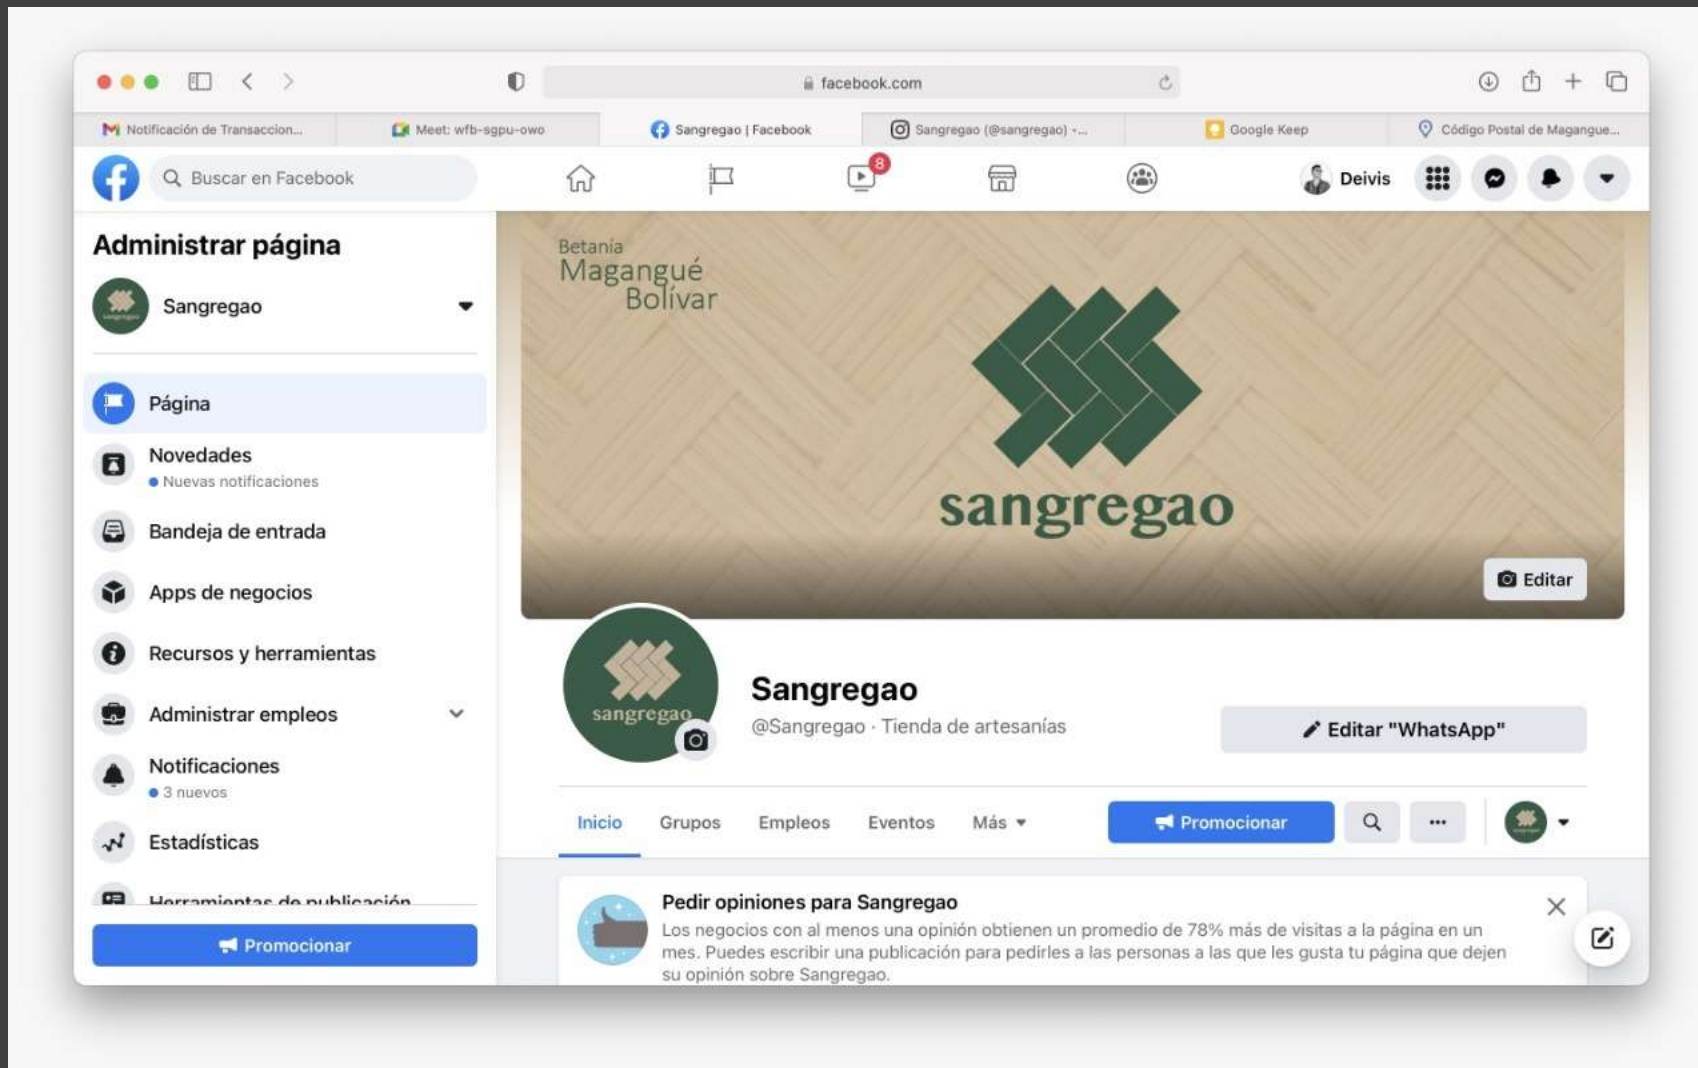 facebook.com
Notificación de Transaccion...
Meet: wfb-sgpu-owo
Sangregao | Facebook
Sangregao (@sangregao) •...
Google Keep
Código Postal de Magangue...
Buscar en Facebook
8
Deivis
Administrar página
Sangregao
Página
Novedades
Nuevas notificaciones
Bandeja de entrada
Apps de negocios
Recursos y herramientas
Administrar empleos
Notificaciones
3 nuevos
Estadísticas
Herramientas de publicación
Promocionar
Betania
Magangué
Bolívar
sangregao
Editar
sangregao
Sangregao
@Sangregao · Tienda de artesanías
Editar "WhatsApp"
Inicio
Grupos
Empleos
Eventos
Más
Promocionar
Pedir opiniones para Sangregao
Los negocios con al menos una opinión obtienen un promedio de 78% más de visitas a la página en un
mes. Puedes escribir una publicación para pedirles a las personas a las que les gusta tu página que dejen
su opinión sobre Sangregao.